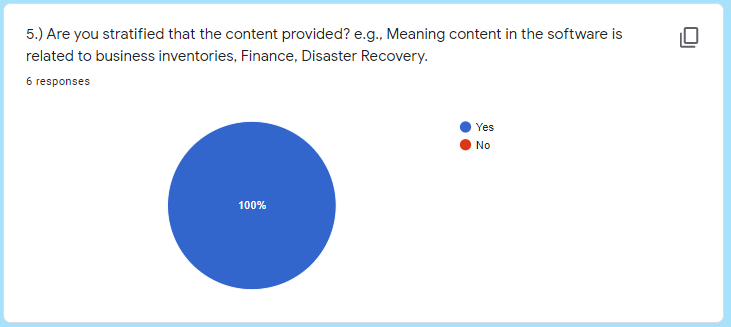 5.) Are you stratified that the content provided? e.g., Meaning content in the software is
related to business inventories, Finance, Disaster Recovery.
6 responses
Yes
No
100%